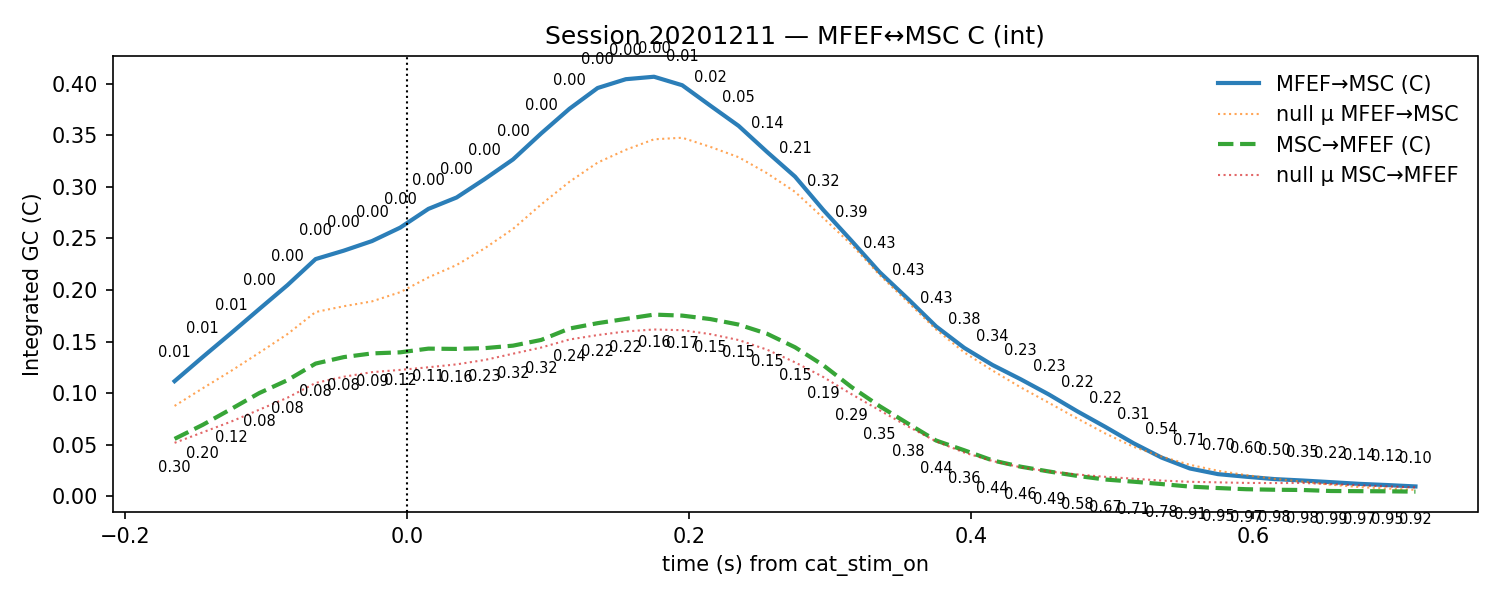 Session 20201211 — MFEF↔MSC C (int)
Integrated GC (C)
0.40
0.35
0.30
0.25
0.20
0.15
0.10
0.05
0.00
0.01 0.01 0.01 0.00 0.00 0.00 0.00 0.00 0.00 0.00 0.00 0.00 0.00 0.00 0.00 0.00 0.00 0.00 0.01 0.02 0.05 0.14 0.21 0.32 0.39 0.43 0.43 0.43 0.38 0.34 0.23 0.23 0.22 0.22 0.31 0.54 0.71 0.70 0.60 0.50 0.35 0.22 0.14 0.12 0.10
0.30 0.20 0.12 0.08 0.08 0.08 0.08 0.09 0.12 0.11 0.16 0.23 0.32 0.32 0.24 0.22 0.22 0.16 0.17 0.15 0.15 0.15 0.15 0.19 0.29 0.35 0.38 0.44 0.36 0.44 0.46 0.49 0.58 0.67 0.71 0.78 0.91 0.95 0.97 0.98 0.98 0.99 0.97 0.95 0.92
MFEF→MSC (C)
null μ MFEF→MSC
MSC→MFEF (C)
null μ MSC→MFEF
−0.2 0.0 0.2 0.4 0.6
time (s) from cat_stim_on